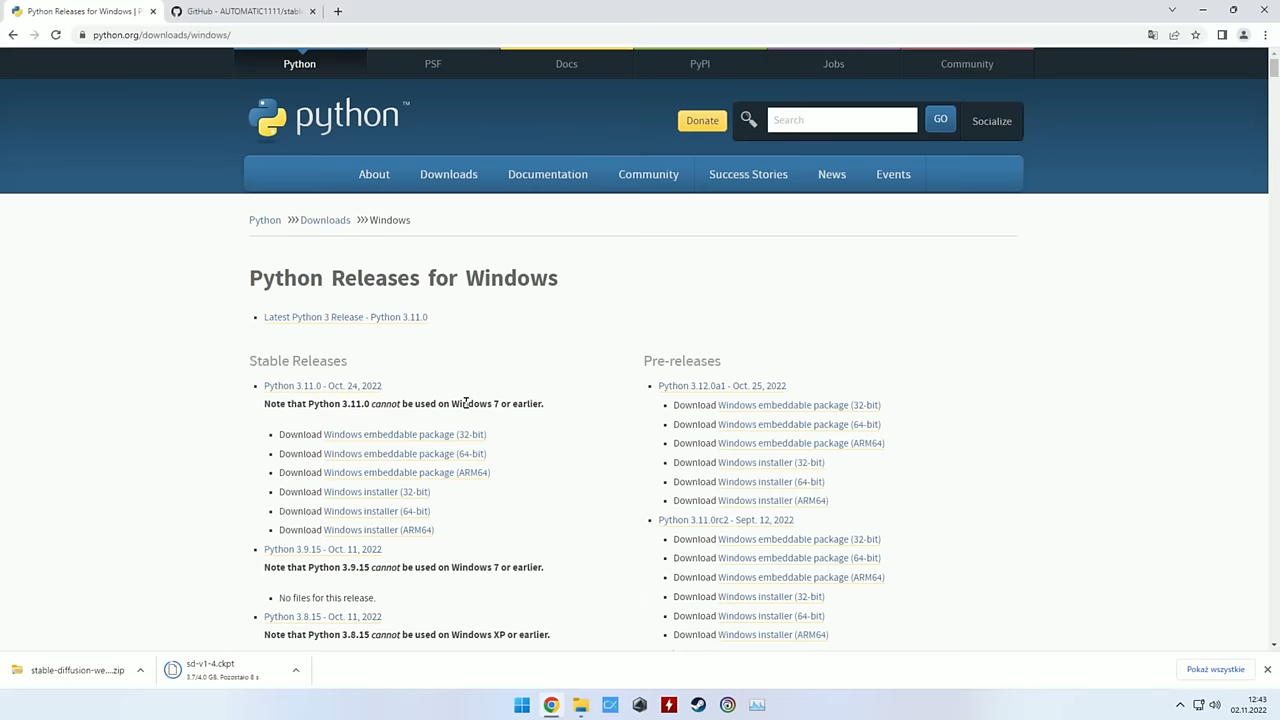 Python Releases for Windows | P
GitHub - AUTOMATIC1111/stabl
python.org/downloads/windows/
Python
PSF
Docs
PyPI
Jobs
Community
python™
Donate
Search
GO
Socialize
About
Downloads
Documentation
Community
Success Stories
News
Events
Python
Downloads
Windows
Python Releases for Windows
Latest Python 3 Release - Python 3.11.0
Stable Releases
Python 3.11.0 - Oct. 24, 2022
Note that Python 3.11.0 cannot be used on Windows 7 or earlier.
Download Windows embeddable package (32-bit)
Download Windows embeddable package (64-bit)
Download Windows embeddable package (ARM64)
Download Windows installer (32-bit)
Download Windows installer (64-bit)
Download Windows installer (ARM64)
Python 3.9.15 - Oct. 11, 2022
Note that Python 3.9.15 cannot be used on Windows 7 or earlier.
No files for this release.
Python 3.8.15 - Oct. 11, 2022
Note that Python 3.8.15 cannot be used on Windows XP or earlier.
Pre-releases
Python 3.12.0a1 - Oct. 25, 2022
Download Windows embeddable package (32-bit)
Download Windows embeddable package (64-bit)
Download Windows embeddable package (ARM64)
Download Windows installer (32-bit)
Download Windows installer (64-bit)
Download Windows installer (ARM64)
Python 3.11.0rc2 - Sept. 12, 2022
Download Windows embeddable package (32-bit)
Download Windows embeddable package (64-bit)
Download Windows embeddable package (ARM64)
Download Windows installer (32-bit)
Download Windows installer (64-bit)
Download Windows installer (ARM64)
stable-diffusion-we....zip
sd-v1-4.ckpt
3.7/4.0 GB, Pozostało 8 s
Pokaż wszystkie
12:43
02.11.2022